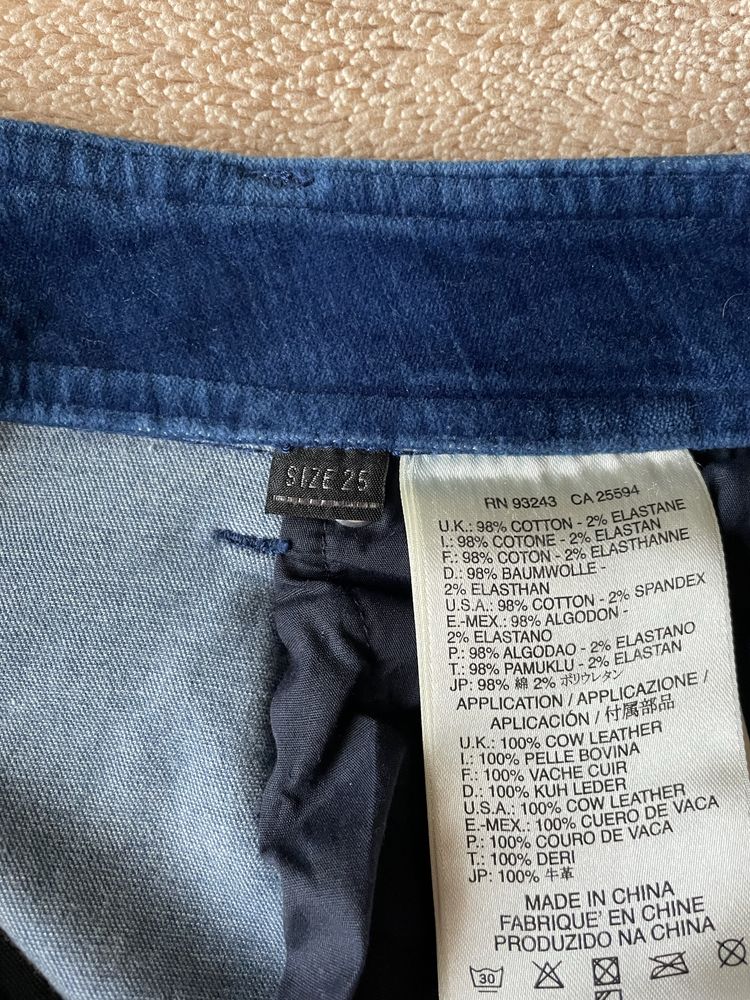 SIZE 25
RN 93243 CA 25594
U.K.: 98% COTTON - 2% ELASTANE
I.: 98% COTONE - 2% ELASTAN
F.: 98% COTON - 2% ELASTHANNE
D.: 98% BAUMWOLLE -
2% ELASTHAN
U.S.A.: 98% COTTON - 2% SPANDEX
E.-MEX.: 98% ALGODON -
2% ELASTANO
P.: 98% ALGODAO - 2% ELASTANO
T.: 98% PAMUKLU - 2% ELASTAN
JP: 98% 綿 2% ポリウレタン
APPLICATION / APPLICAZIONE /
APLICACIÓN / 付属部品
U.K.: 100% COW LEATHER
I.: 100% PELLE BOVINA
F.: 100% VACHE CUIR
D.: 100% KUH LEDER
U.S.A.: 100% COW LEATHER
E.-MEX.: 100% CUERO DE VACA
P.: 100% COURO DE VACA
T.: 100% DERI
JP: 100% 牛革
MADE IN CHINA
FABRIQUE' EN CHINE
PRODUZIDO NA CHINA
30